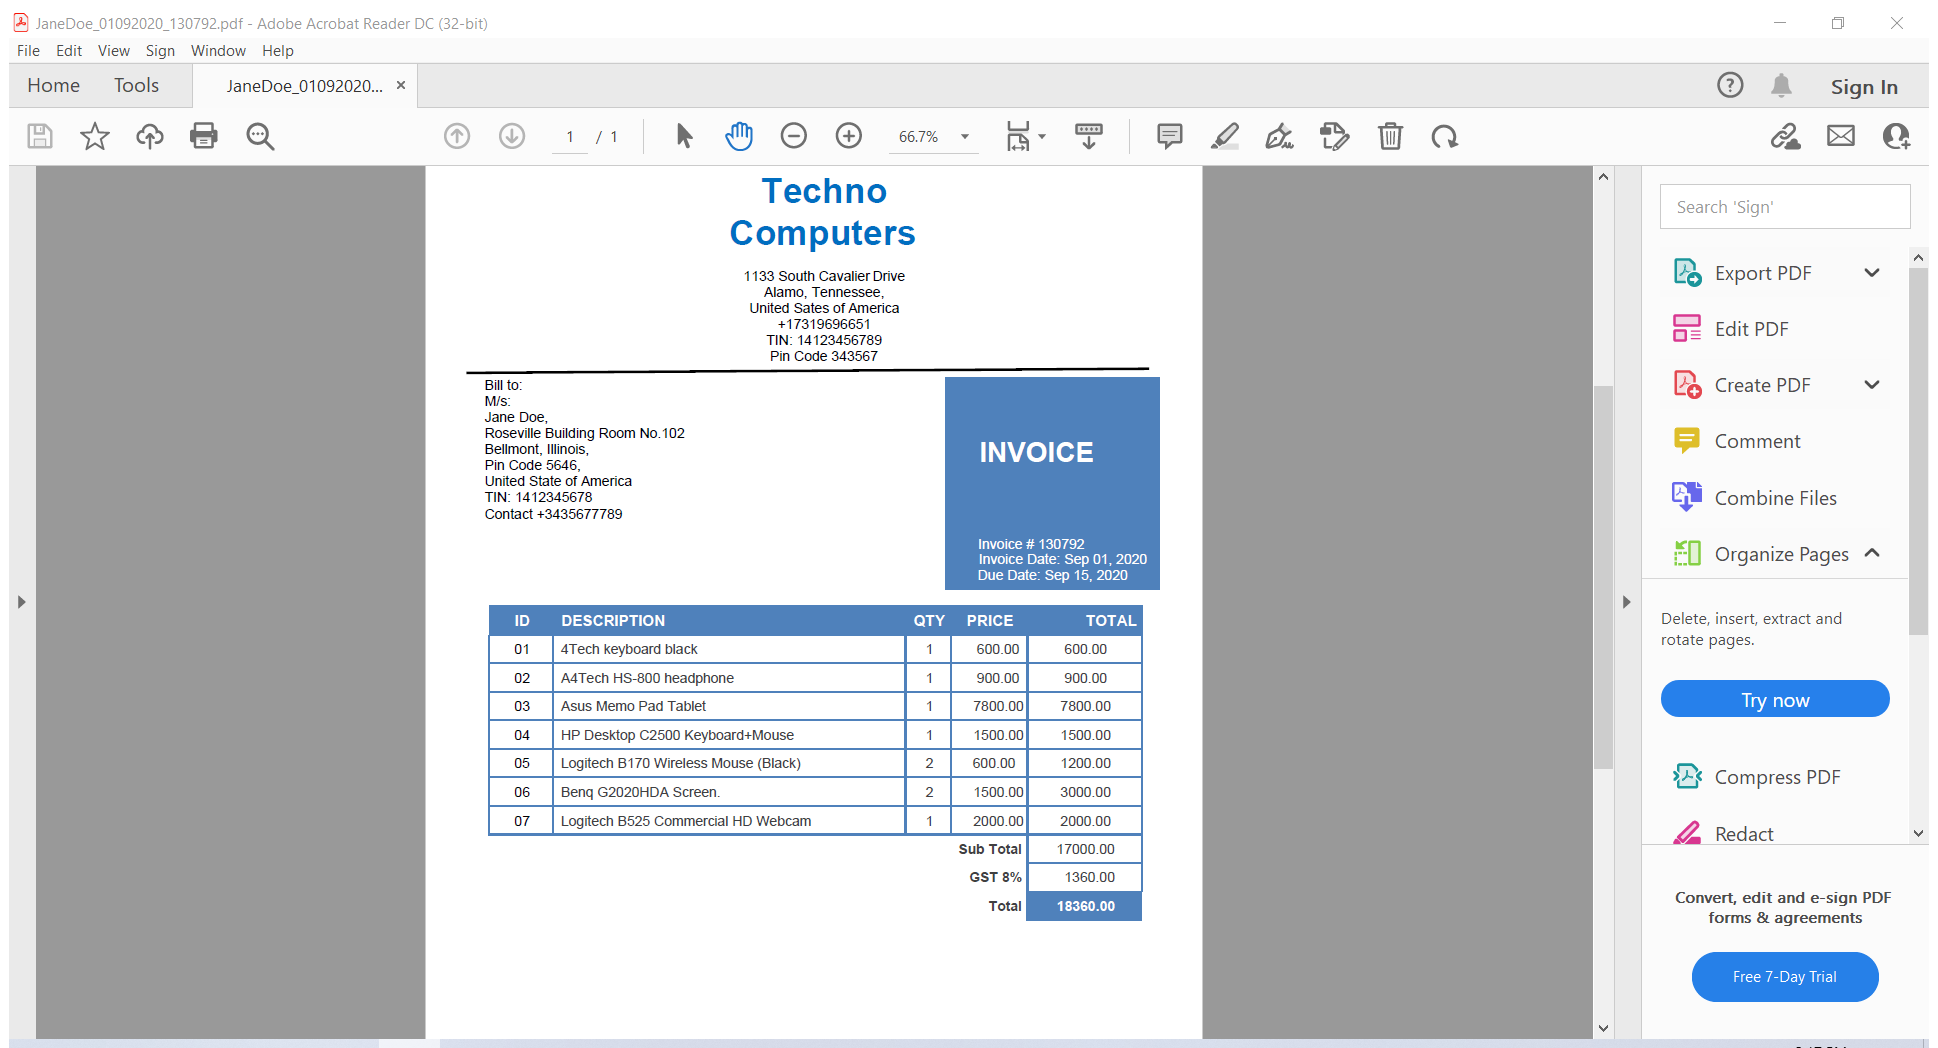 JaneDoe_01092020_130792.pdf - Adobe Acrobat Reader DC (32-bit)
File Edit View Sign Window Help
Home Tools JaneDoe_01092020... × Sign In
1 / 1 66.7%
Techno
Computers
1133 South Cavalier Drive
Alamo, Tennessee,
United Sates of America
+17319696651
TIN: 14123456789
Pin Code 343567
Bill to:
M/s:
Jane Doe,
Roseville Building Room No.102
Bellmont, Illinois,
Pin Code 5646,
United State of America
TIN: 1412345678
Contact +3435677789
INVOICE
Invoice # 130792
Invoice Date: Sep 01, 2020
Due Date: Sep 15, 2020
ID DESCRIPTION QTY PRICE TOTAL
01 4Tech keyboard black 1 600.00 600.00
02 A4Tech HS-800 headphone 1 900.00 900.00
03 Asus Memo Pad Tablet 1 7800.00 7800.00
04 HP Desktop C2500 Keyboard+Mouse 1 1500.00 1500.00
05 Logitech B170 Wireless Mouse (Black) 2 600.00 1200.00
06 Benq G2020HDA Screen. 2 1500.00 3000.00
07 Logitech B525 Commercial HD Webcam 1 2000.00 2000.00
Sub Total 17000.00
GST 8% 1360.00
Total 18360.00
Search 'Sign'
Export PDF
Edit PDF
Create PDF
Comment
Combine Files
Organize Pages
Delete, insert, extract and
rotate pages.
Try now
Compress PDF
Redact
Convert, edit and e-sign PDF
forms & agreements
Free 7-Day Trial